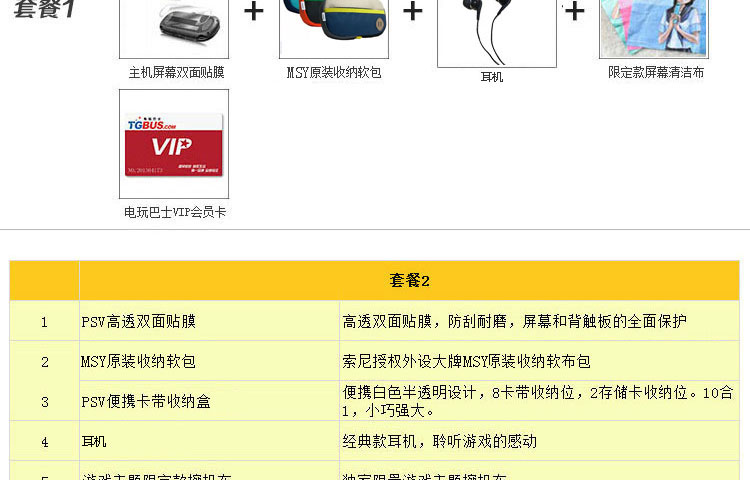 套餐1
主机屏幕双面贴膜
MSY原装收纳软包
耳机
限定款屏幕清洁布
TGBUS.COM
VIP
电玩巴士VIP会员卡
套餐2
1 PSV高透双面贴膜 高透双面贴膜，防刮耐磨，屏幕和背触板的全面保护
2 MSY原装收纳软包 索尼授权外设大牌MSY原装收纳软布包
3 PSV便携卡带收纳盒 便携白色半透明设计，8卡带收纳位，2存储卡收纳位。10合
1，小巧强大。
4 耳机 经典款耳机，聆听游戏的感动